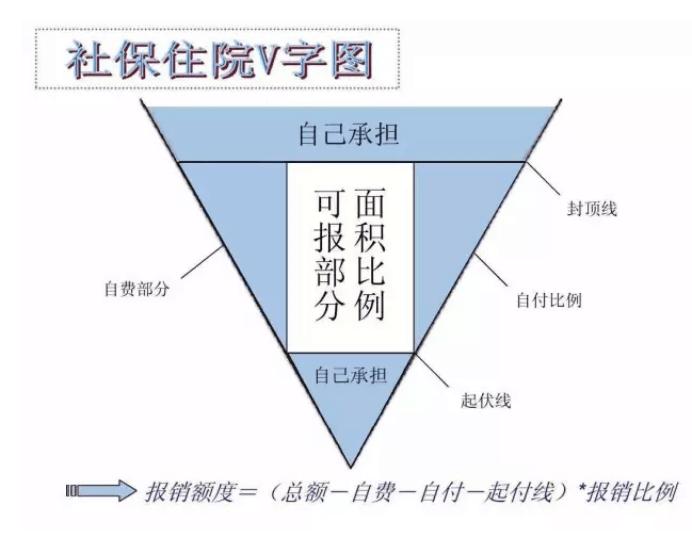 社保住院V字图
自己承担
封顶线
可报部分
面积比例
自费部分
自付比例
自己承担
起伏线
报销额度=（总额-自费-自付-起付线）*报销比例